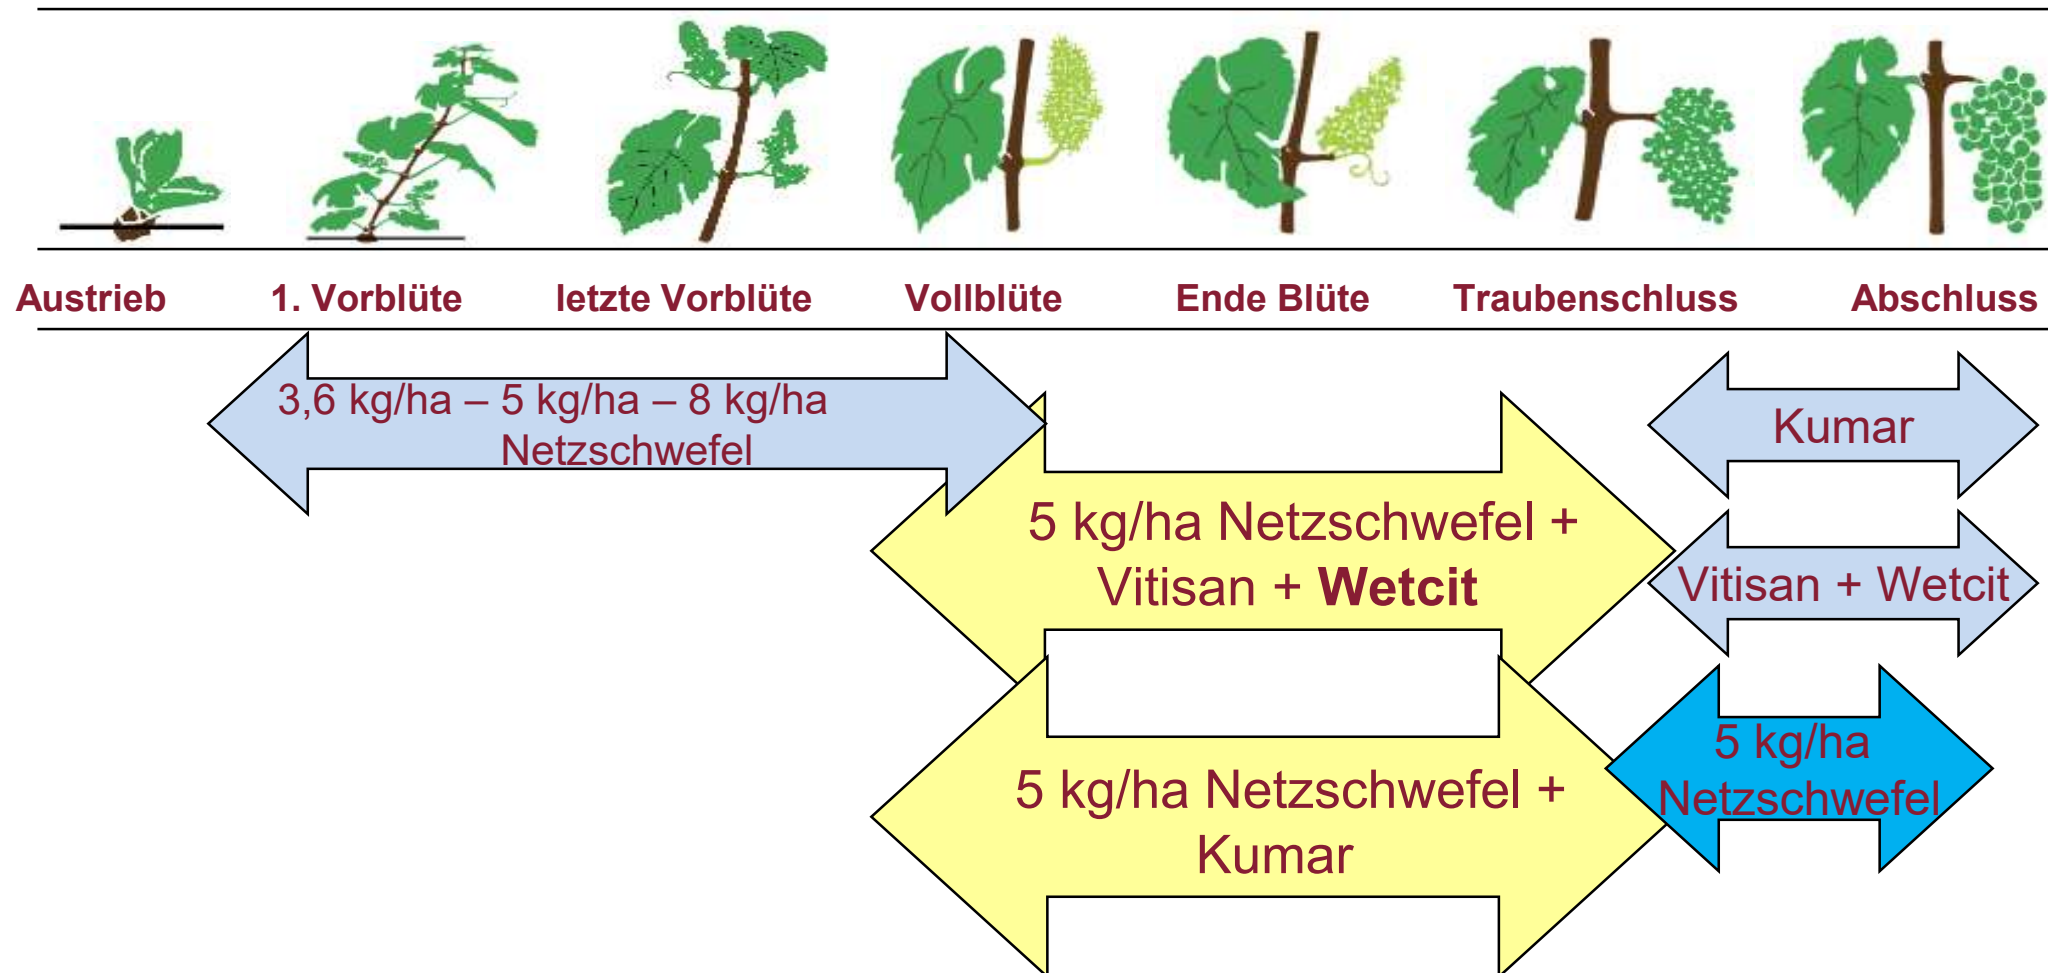 Austrieb 1. Vorblüte letzte Vorblüte Vollblüte Ende Blüte Traubenschluss Abschluss
3,6 kg/ha – 5 kg/ha – 8 kg/ha
Netzschwefel
5 kg/ha Netzschwefel +
Vitisan + Wetcit
5 kg/ha Netzschwefel +
Kumar
Kumar
Vitisan + Wetcit
5 kg/ha
Netzschwefel